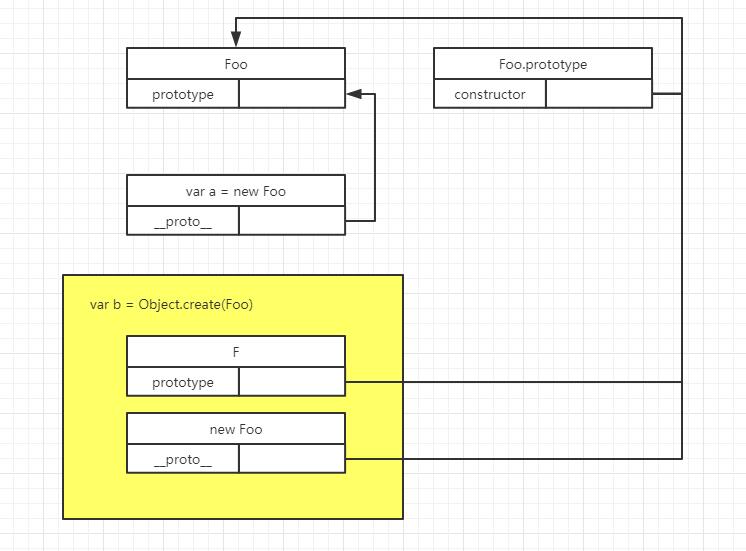 Foo
prototype
Foo.prototype
constructor
var a = new Foo
__proto__
var b = Object.create(Foo)
F
prototype
new Foo
__proto__